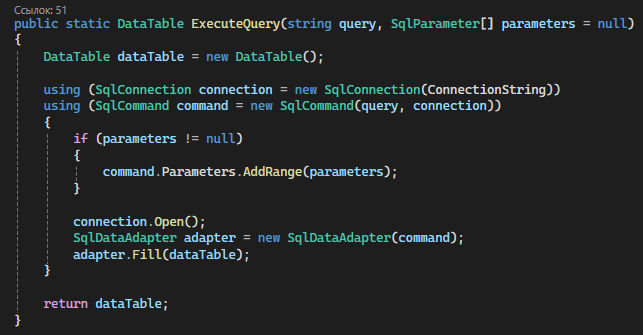 Ссылок: 51
public static DataTable ExecuteQuery(string query, SqlParameter[] parameters = null)
{
DataTable dataTable = new DataTable();
using (SqlConnection connection = new SqlConnection(ConnectionString))
using (SqlCommand command = new SqlCommand(query, connection))
{
if (parameters != null)
{
command.Parameters.AddRange(parameters);
}
connection.Open();
SqlDataAdapter adapter = new SqlDataAdapter(command);
adapter.Fill(dataTable);
}
return dataTable;
}